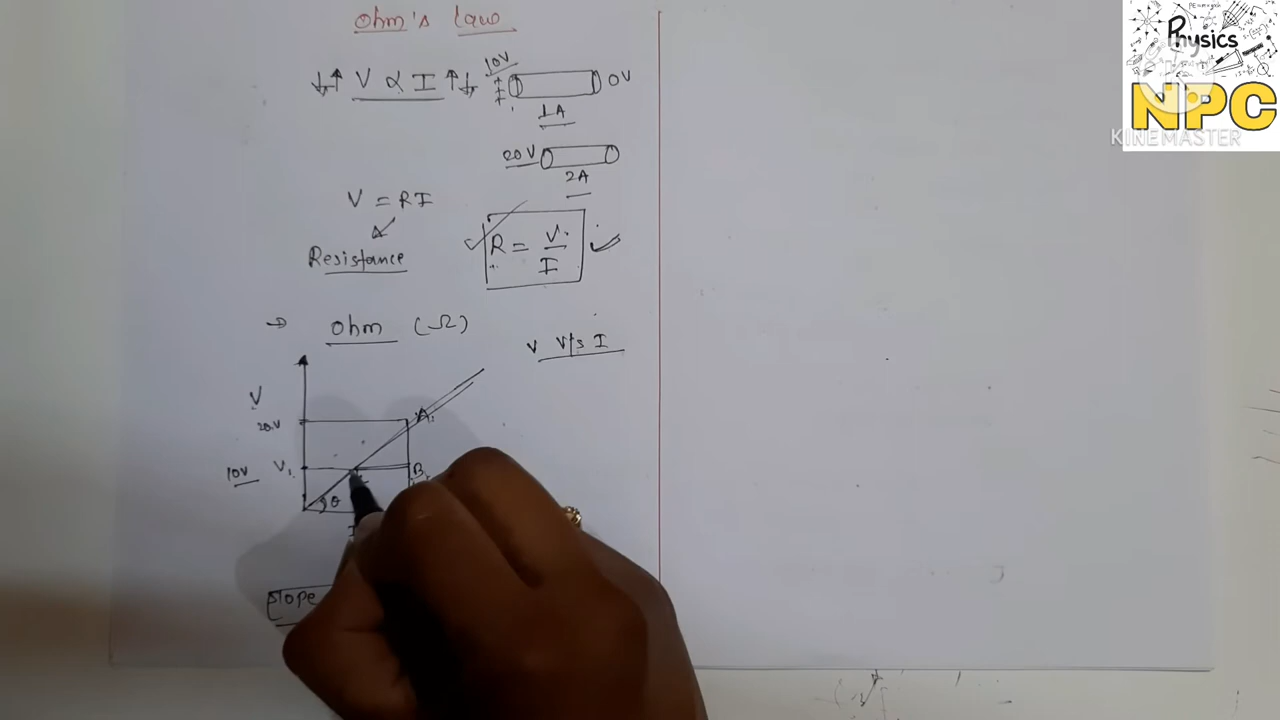 Ohm's law
V ∝ I
10V
0V
1A
20V
2A
V = RI
Resistance
R = V/I
→ Ohm (Ω)
V V/s I
V
20V
A
10V V₁
B
θ
I
Slope
Physics
NPC
KINEMASTER